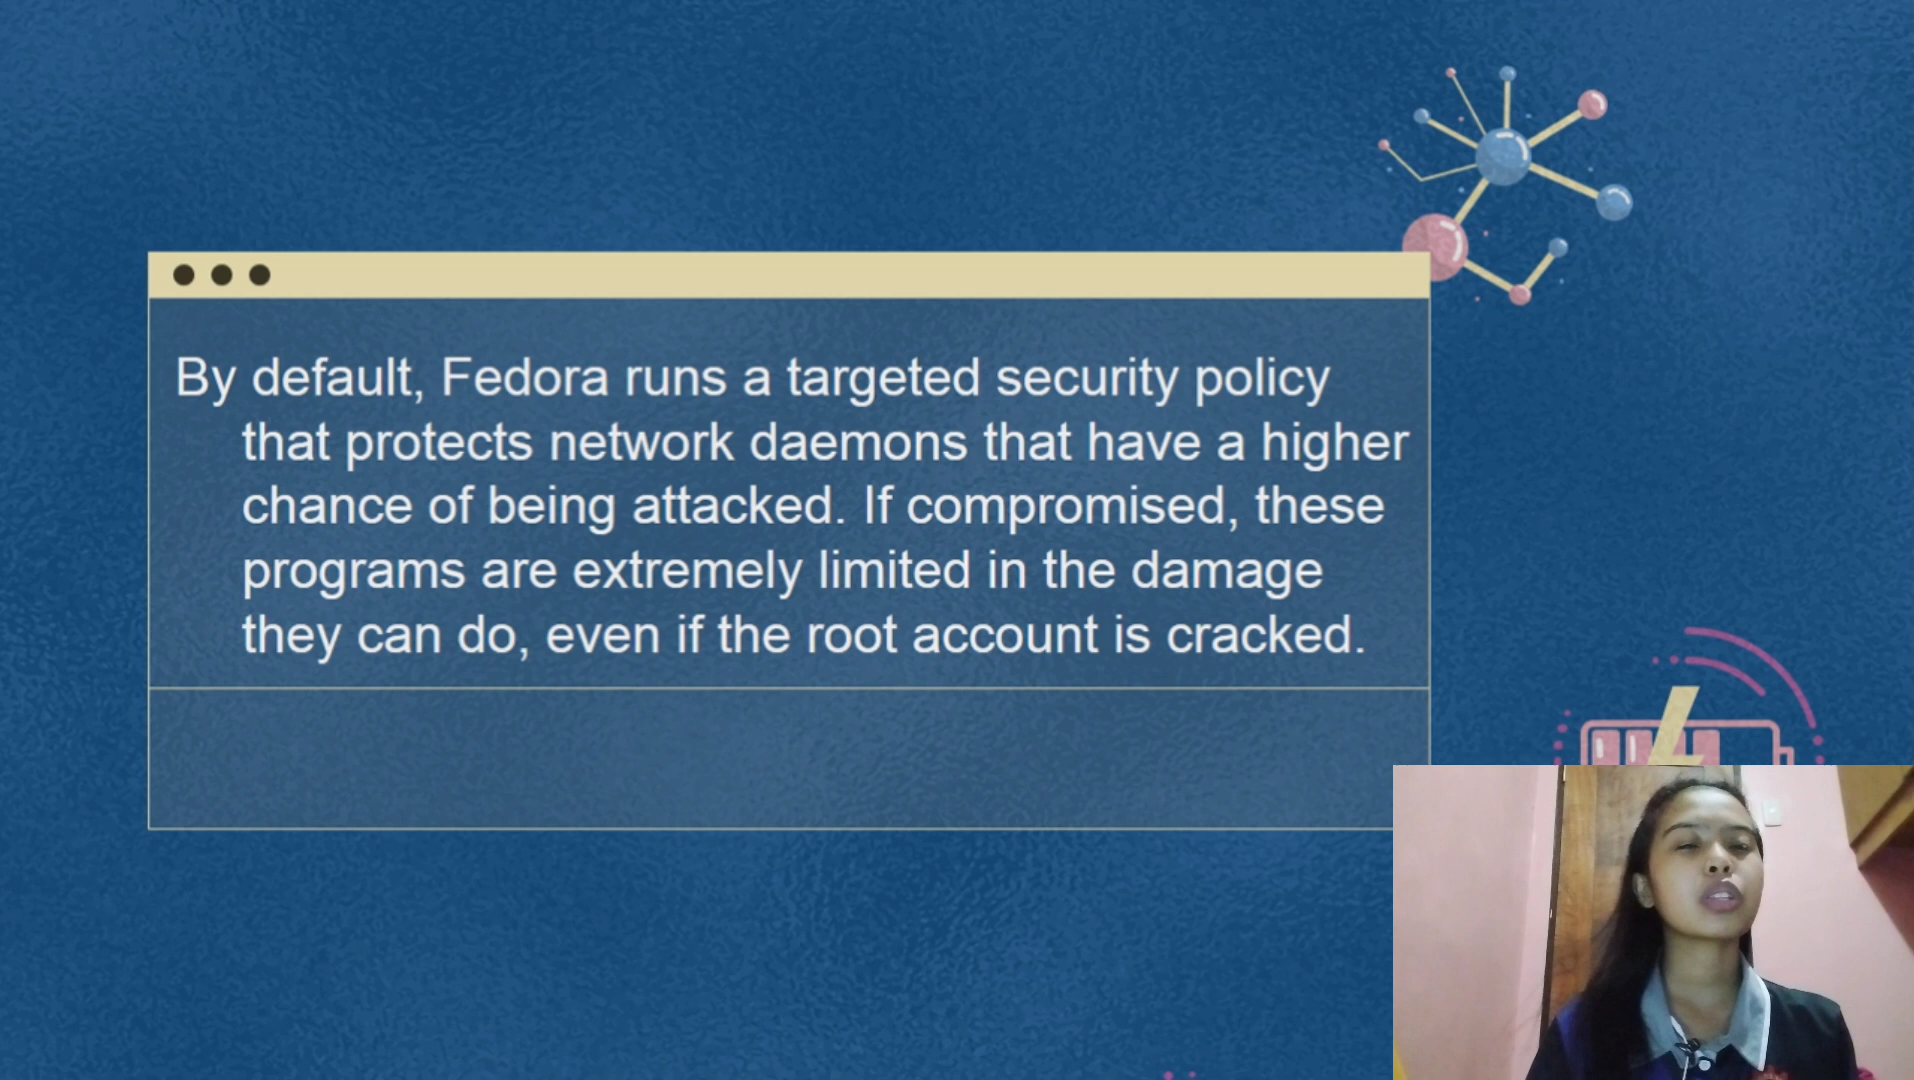 By default, Fedora runs a targeted security policy
that protects network daemons that have a higher
chance of being attacked. If compromised, these
programs are extremely limited in the damage
they can do, even if the root account is cracked.